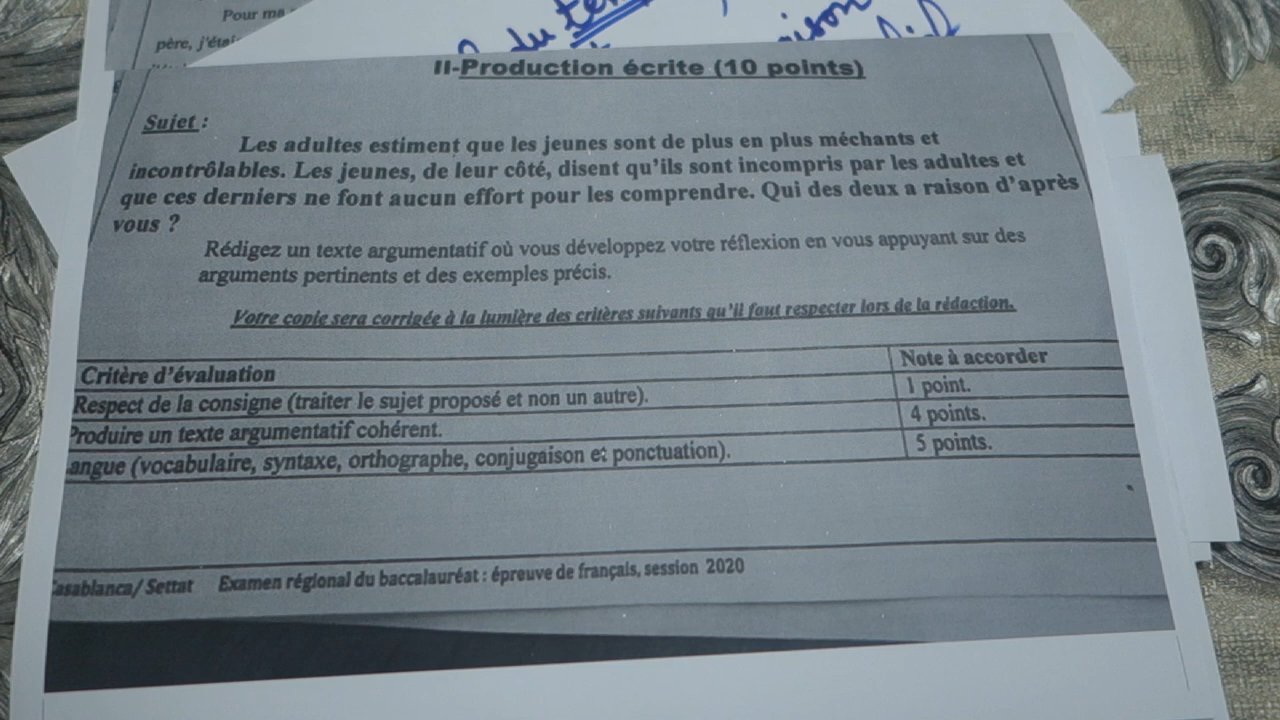 Pour ma
père, j'étai
du
aison
II-Production écrite (10 points)
Sujet :
Les adultes estiment que les jeunes sont de plus en plus méchants et
incontrôlables. Les jeunes, de leur côté, disent qu'ils sont incompris par les adultes et
que ces derniers ne font aucun effort pour les comprendre. Qui des deux a raison d'après
vous ?
Rédigez un texte argumentatif où vous développez votre réflexion en vous appuyant sur des
arguments pertinents et des exemples précis.
Votre copie sera corrigée à la lumière des critères suivants qu'il faut respecter lors de la rédaction.
Critère d'évaluation Note à accorder
Respect de la consigne (traiter le sujet proposé et non un autre). 1 point.
Produire un texte argumentatif cohérent. 4 points.
angue (vocabulaire, syntaxe, orthographe, conjugaison et ponctuation). 5 points.
asablanca/ Settat Examen régional du baccalauréat : épreuve de français, session 2020